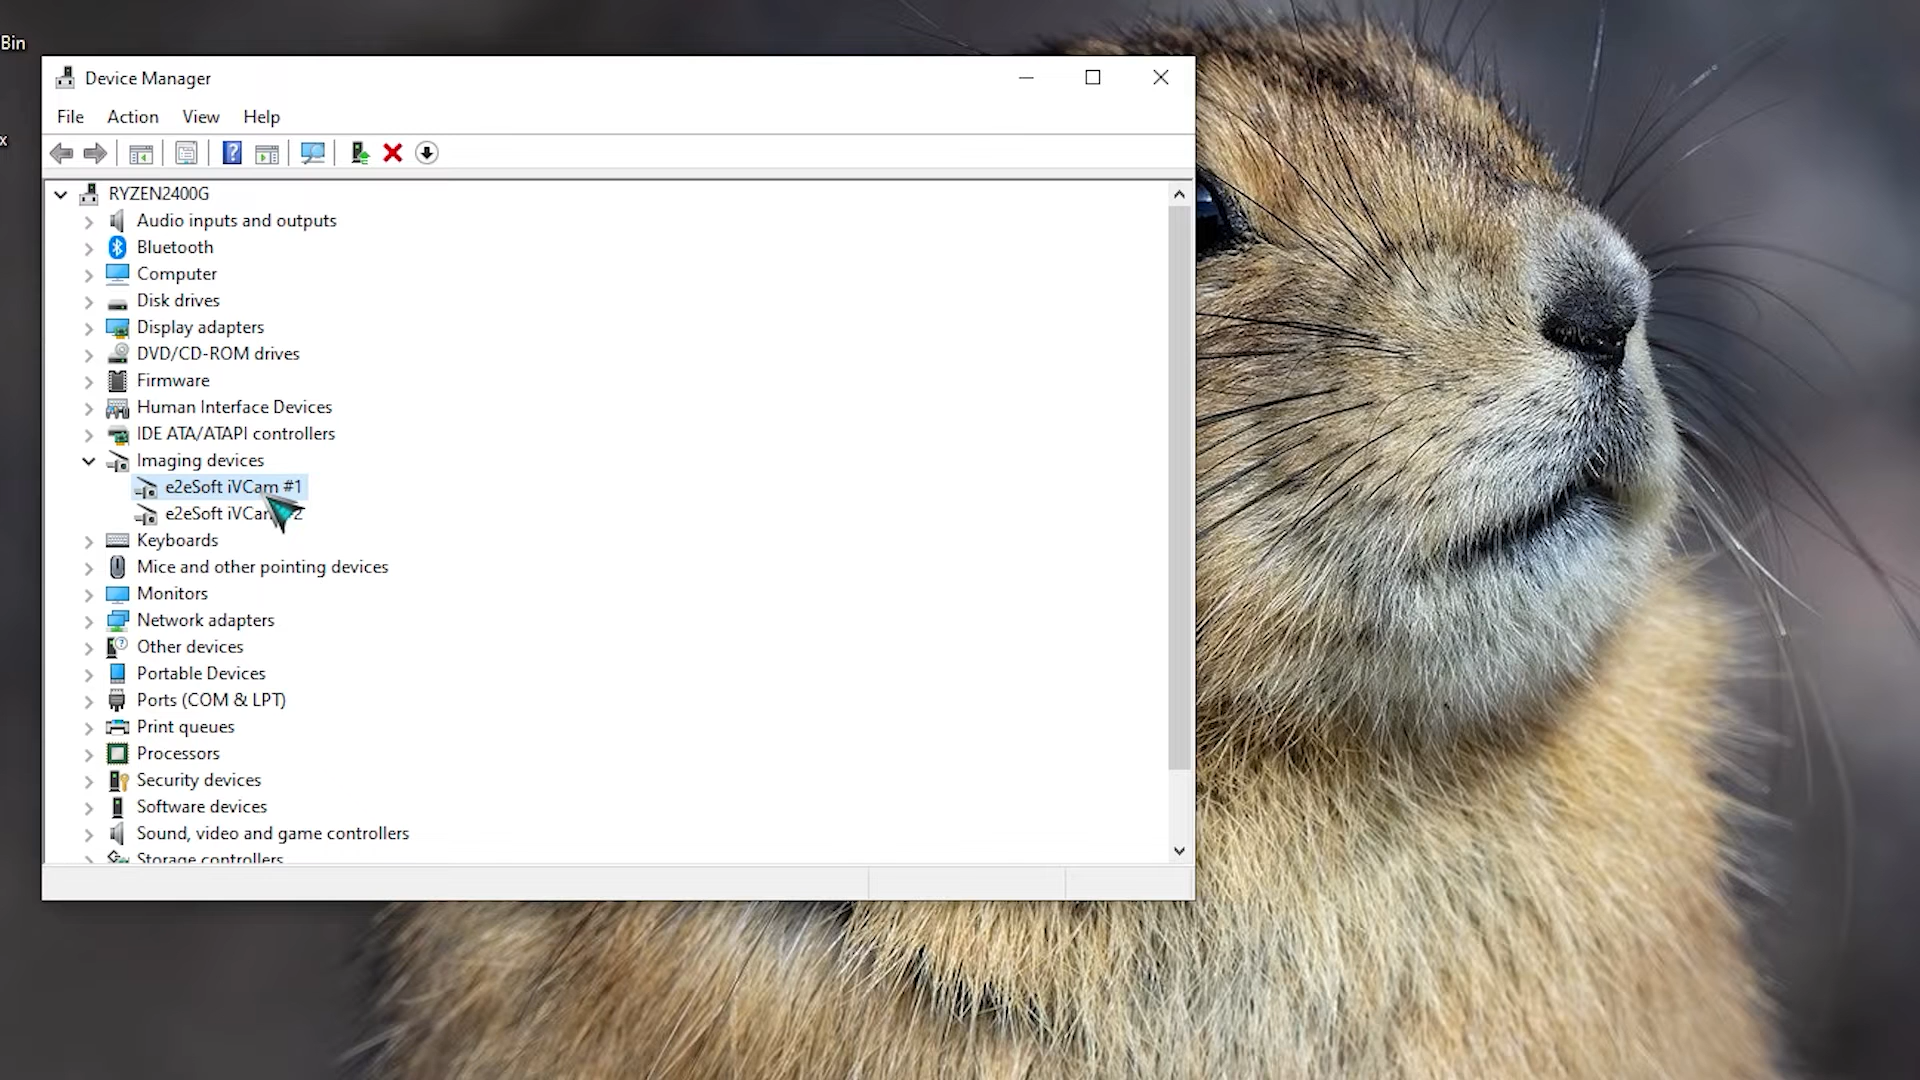 Bin
x
Device Manager
File Action View Help
RYZEN2400G
Audio inputs and outputs
Bluetooth
Computer
Disk drives
Display adapters
DVD/CD-ROM drives
Firmware
Human Interface Devices
IDE ATA/ATAPI controllers
Imaging devices
e2eSoft iVCam #1
e2eSoft iVCam 2
Keyboards
Mice and other pointing devices
Monitors
Network adapters
Other devices
Portable Devices
Ports (COM & LPT)
Print queues
Processors
Security devices
Software devices
Sound, video and game controllers
Storage controllers